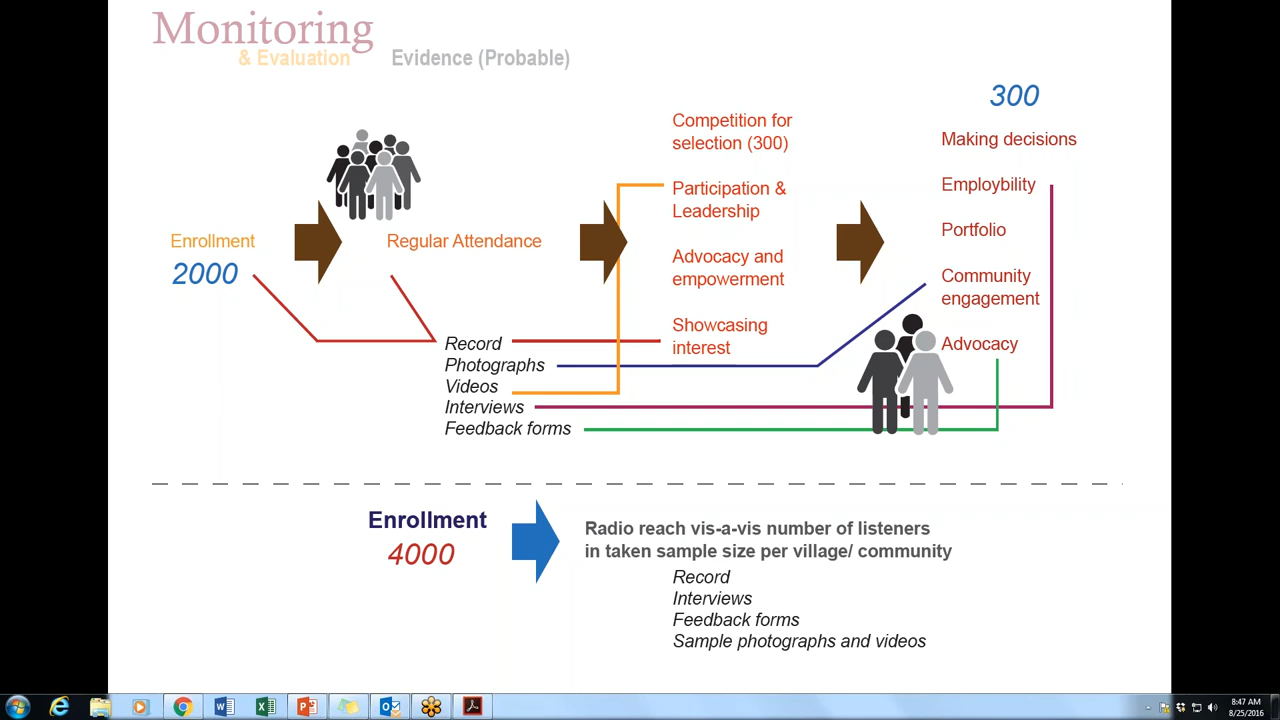 Monitoring
& Evaluation
Evidence (Probable)
Enrollment
2000
Regular Attendance
Competition for
selection (300)
Participation &
Leadership
Advocacy and
empowerment
Showcasing
interest
300
Making decisions
Employbility
Portfolio
Community
engagement
Advocacy
Record
Photographs
Videos
Interviews
Feedback forms
Enrollment
4000
Radio reach vis-a-vis number of listeners
in taken sample size per village/ community
Record
Interviews
Feedback forms
Sample photographs and videos
8:47 AM
8/25/2016